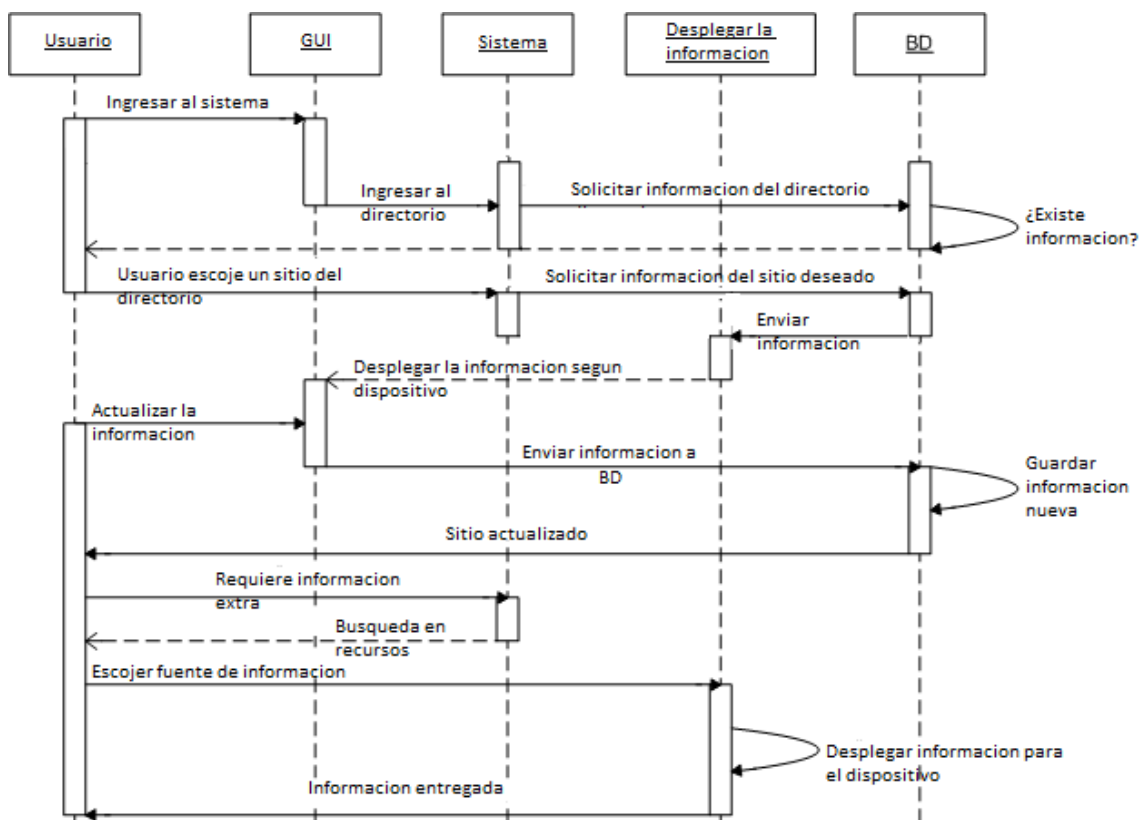 Usuario
GUI
Sistema
Desplegar la
informacion
BD
Ingresar al sistema
Ingresar al
directorio
Solicitar informacion del directorio
¿Existe
informacion?
Usuario escoje un sitio del
directorio
Solicitar informacion del sitio deseado
Enviar
informacion
Desplegar la informacion segun
dispositivo
Actualizar la
informacion
Enviar informacion a
BD
Guardar
informacion
nueva
Sitio actualizado
Requiere informacion
extra
Busqueda en
recursos
Escojer fuente de informacion
Desplegar informacion para
el dispositivo
Informacion entregada